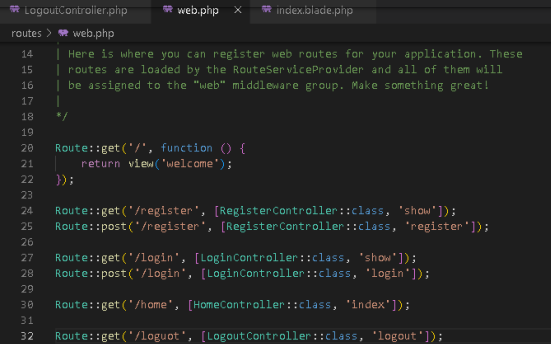 LogoutController.php web.php × index.blade.php
routes > web.php
14 | Here is where you can register web routes for your application. These
15 | routes are loaded by the RouteServiceProvider and all of them will
16 | be assigned to the "web" middleware group. Make something great!
17 |
18 */
19
20 Route::get('/', function () {
21 return view('welcome');
22 });
23
24 Route::get('/register', [RegisterController::class, 'show']);
25 Route::post('/register', [RegisterController::class, 'register']);
26
27 Route::get('/login', [LoginController::class, 'show']);
28 Route::post('/login', [LoginController::class, 'login']);
29
30 Route::get('/home', [HomeController::class, 'index']);
31
32 Route::get('/loguot', [LogoutController::class, 'logout']);